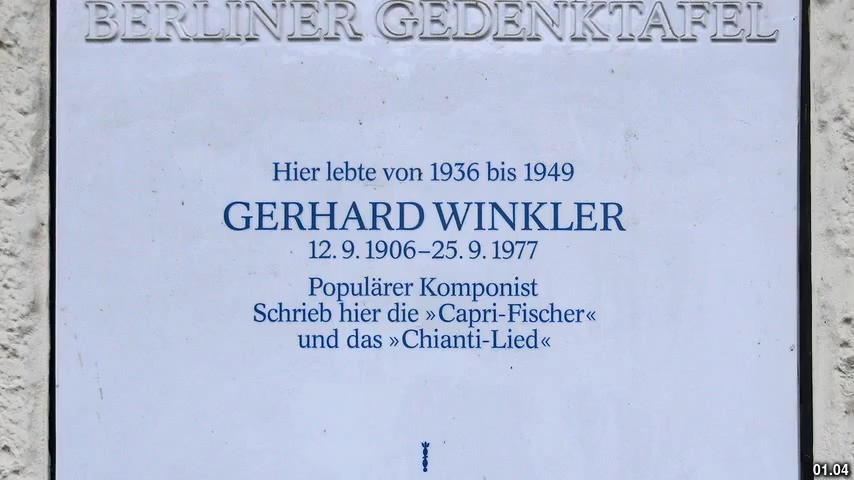 BERLINER GEDENKTAFEL
Hier lebte von 1936 bis 1949
GERHARD WINKLER
12. 9. 1906–25. 9. 1977
Populärer Komponist
Schrieb hier die »Capri-Fischer«
und das »Chianti-Lied«
01.04